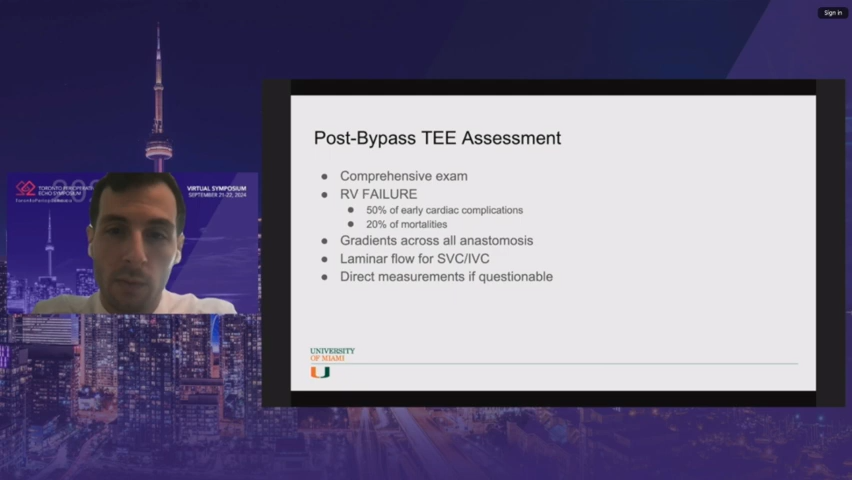 Sign in
Post-Bypass TEE Assessment
Comprehensive exam
RV FAILURE
50% of early cardiac complications
20% of mortalities
Gradients across all anastomosis
Laminar flow for SVC/IVC
Direct measurements if questionable
UNIVERSITY
OF MIAMI
TORONTO PERIOPERATI
ECHO SYMPOSIUM
VIRTUAL SYMPOSIUM
SEPTEMBER 21-22, 2024